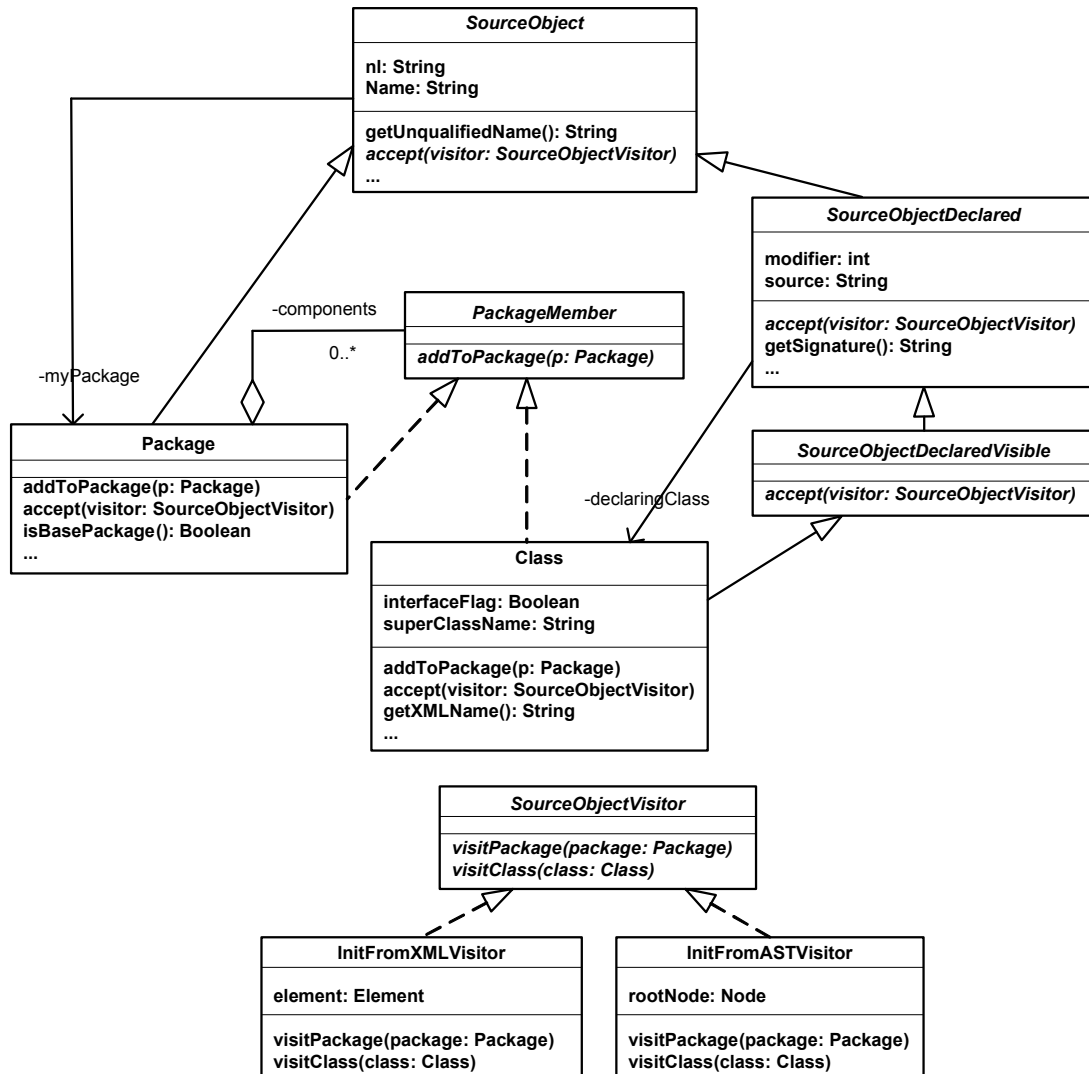 SourceObject
nl: String
Name: String
getUnqualifiedName(): String
accept(visitor: SourceObjectVisitor)
...
SourceObjectDeclared
modifier: int
source: String
accept(visitor: SourceObjectVisitor)
getSignature(): String
...
-components
0..*
PackageMember
addToPackage(p: Package)
-myPackage
Package
addToPackage(p: Package)
accept(visitor: SourceObjectVisitor)
isBasePackage(): Boolean
...
SourceObjectDeclaredVisible
accept(visitor: SourceObjectVisitor)
-declaringClass
Class
interfaceFlag: Boolean
superClassName: String
addToPackage(p: Package)
accept(visitor: SourceObjectVisitor)
getXMLName(): String
...
SourceObjectVisitor
visitPackage(package: Package)
visitClass(class: Class)
InitFromXMLVisitor
element: Element
visitPackage(package: Package)
visitClass(class: Class)
InitFromASTVisitor
rootNode: Node
visitPackage(package: Package)
visitClass(class: Class)